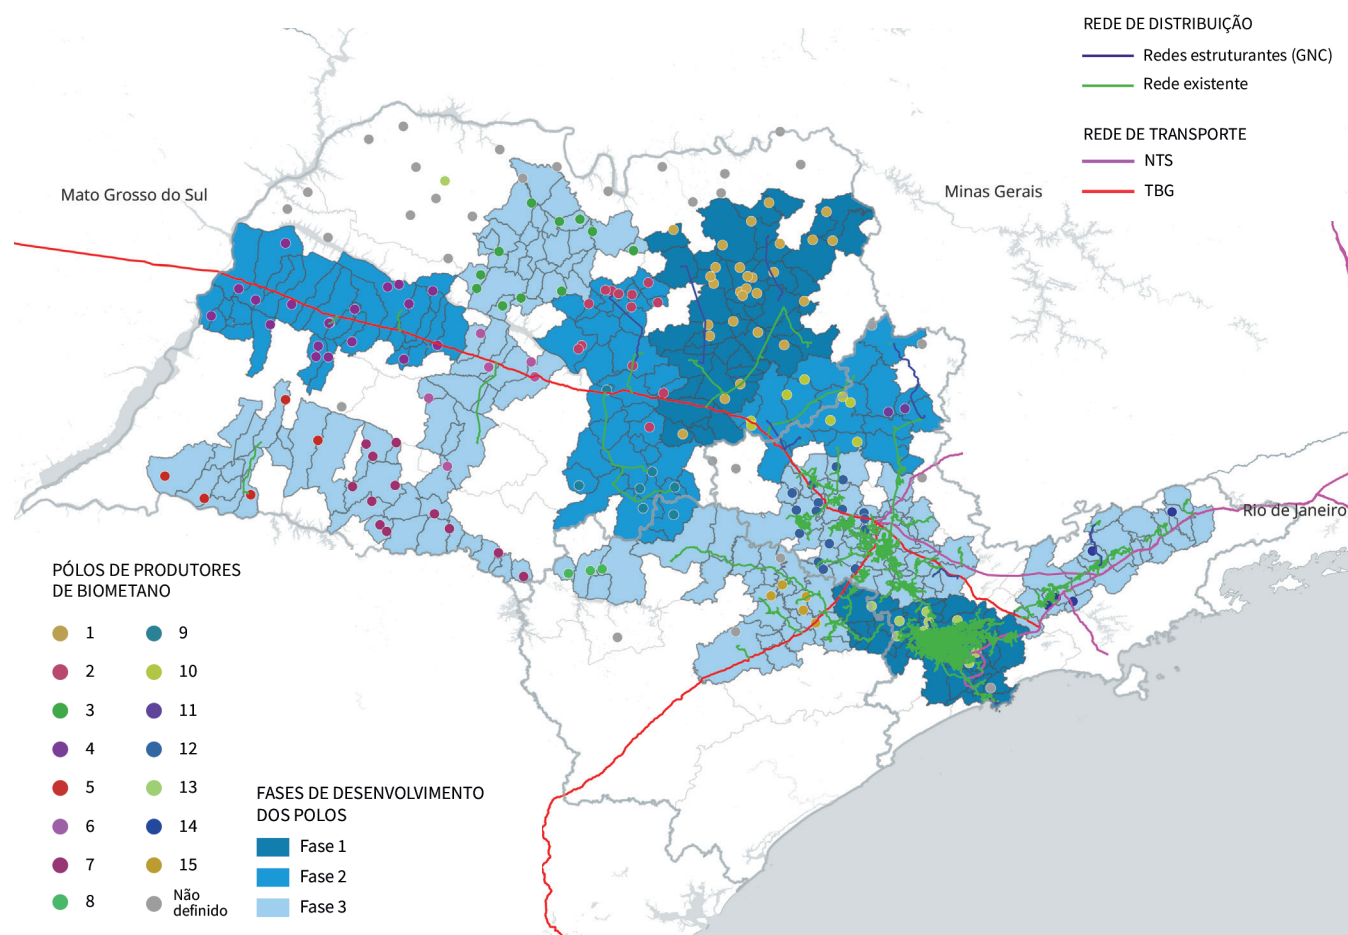 REDE DE DISTRIBUIÇÃO
Redes estruturantes (GNC)
Rede existente
REDE DE TRANSPORTE
NTS
TBG
Mato Grosso do Sul
Minas Gerais
Rio de Janeiro
PÓLOS DE PRODUTORES
DE BIOMETANO
1
2
3
4
5
6
7
8
9
10
11
12
13
14
15
Não
definido
FASES DE DESENVOLVIMENTO
DOS POLOS
Fase 1
Fase 2
Fase 3